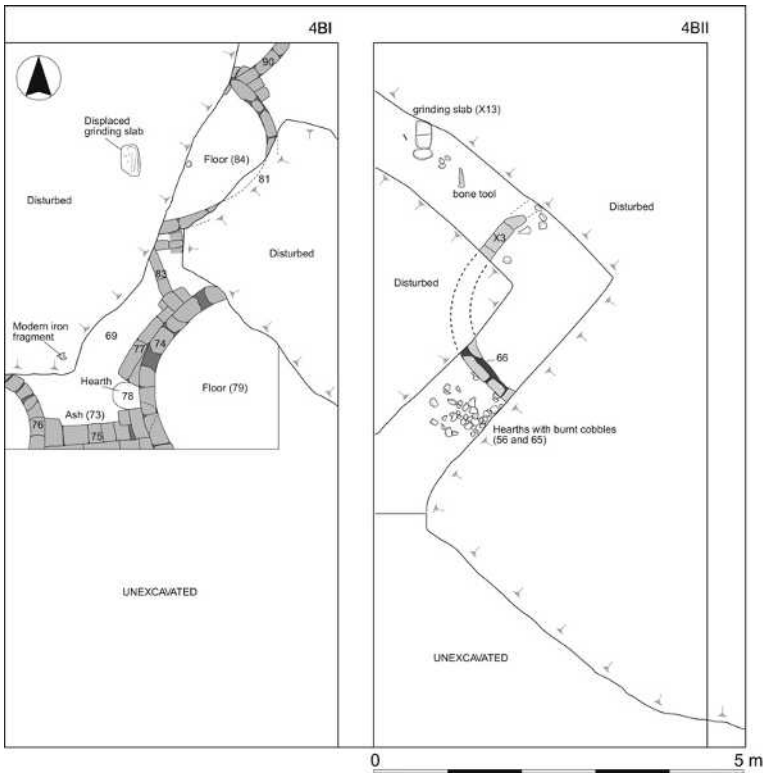 4BI
90
Displaced
grinding slab
Floor (84)
81
Disturbed
Disturbed
83
69
Modern iron
fragment
77
74
Hearth
78
Floor (79)
Ash (73)
76
75
UNEXCAVATED
4BII
grinding slab (X13)
bone tool
Disturbed
X3
Disturbed
66
Hearths with burnt cobbles
(56 and 65)
UNEXCAVATED
0
5 m